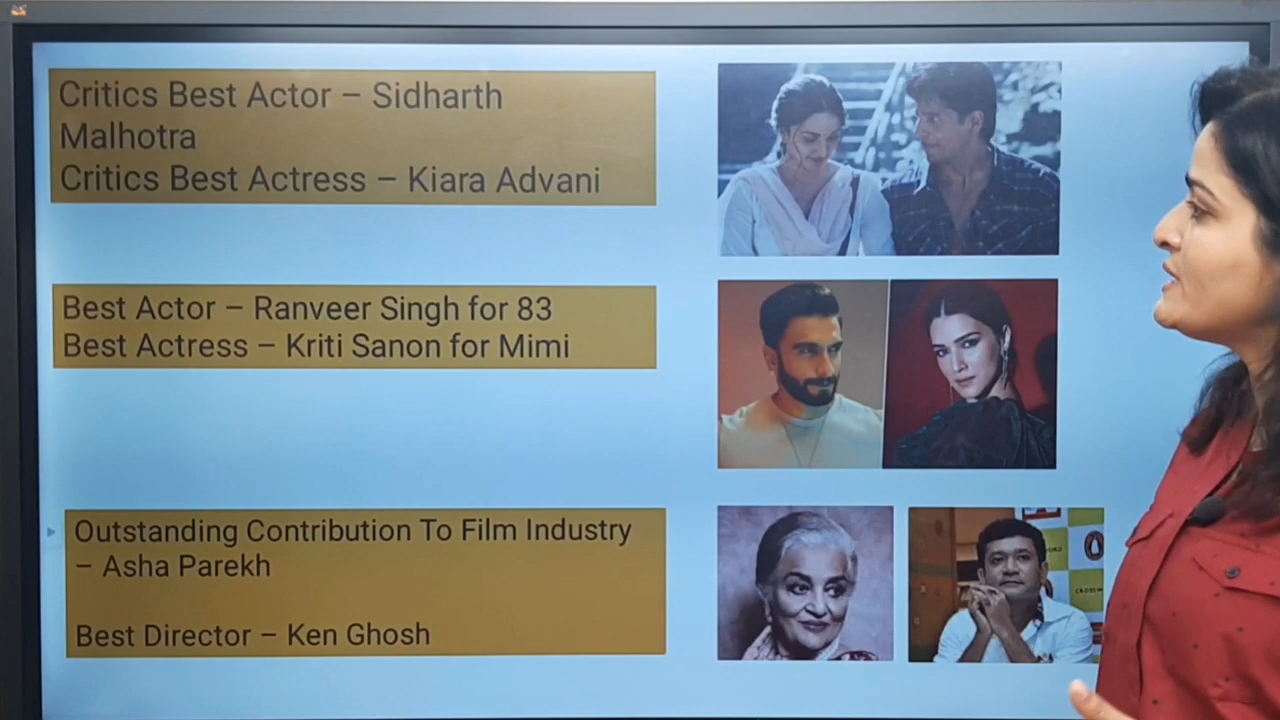 Critics Best Actor – Sidharth
Malhotra
Critics Best Actress – Kiara Advani
Best Actor – Ranveer Singh for 83
Best Actress – Kriti Sanon for Mimi
Outstanding Contribution To Film Industry
– Asha Parekh
Best Director – Ken Ghosh